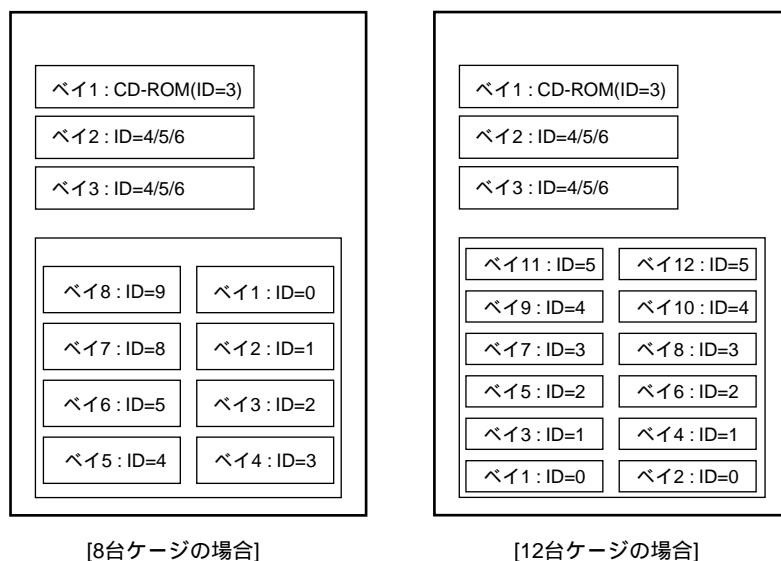 ベイ1 : CD-ROM(ID=3)
ベイ2 : ID=4/5/6
ベイ3 : ID=4/5/6
ベイ8 : ID=9
ベイ1 : ID=0
ベイ7 : ID=8
ベイ2 : ID=1
ベイ6 : ID=5
ベイ3 : ID=2
ベイ5 : ID=4
ベイ4 : ID=3
[8台ケージの場合]
ベイ1 : CD-ROM(ID=3)
ベイ2 : ID=4/5/6
ベイ3 : ID=4/5/6
ベイ11 : ID=5
ベイ12 : ID=5
ベイ9 : ID=4
ベイ10 : ID=4
ベイ7 : ID=3
ベイ8 : ID=3
ベイ5 : ID=2
ベイ6 : ID=2
ベイ3 : ID=1
ベイ4 : ID=1
ベイ1 : ID=0
ベイ2 : ID=0
[12台ケージの場合]